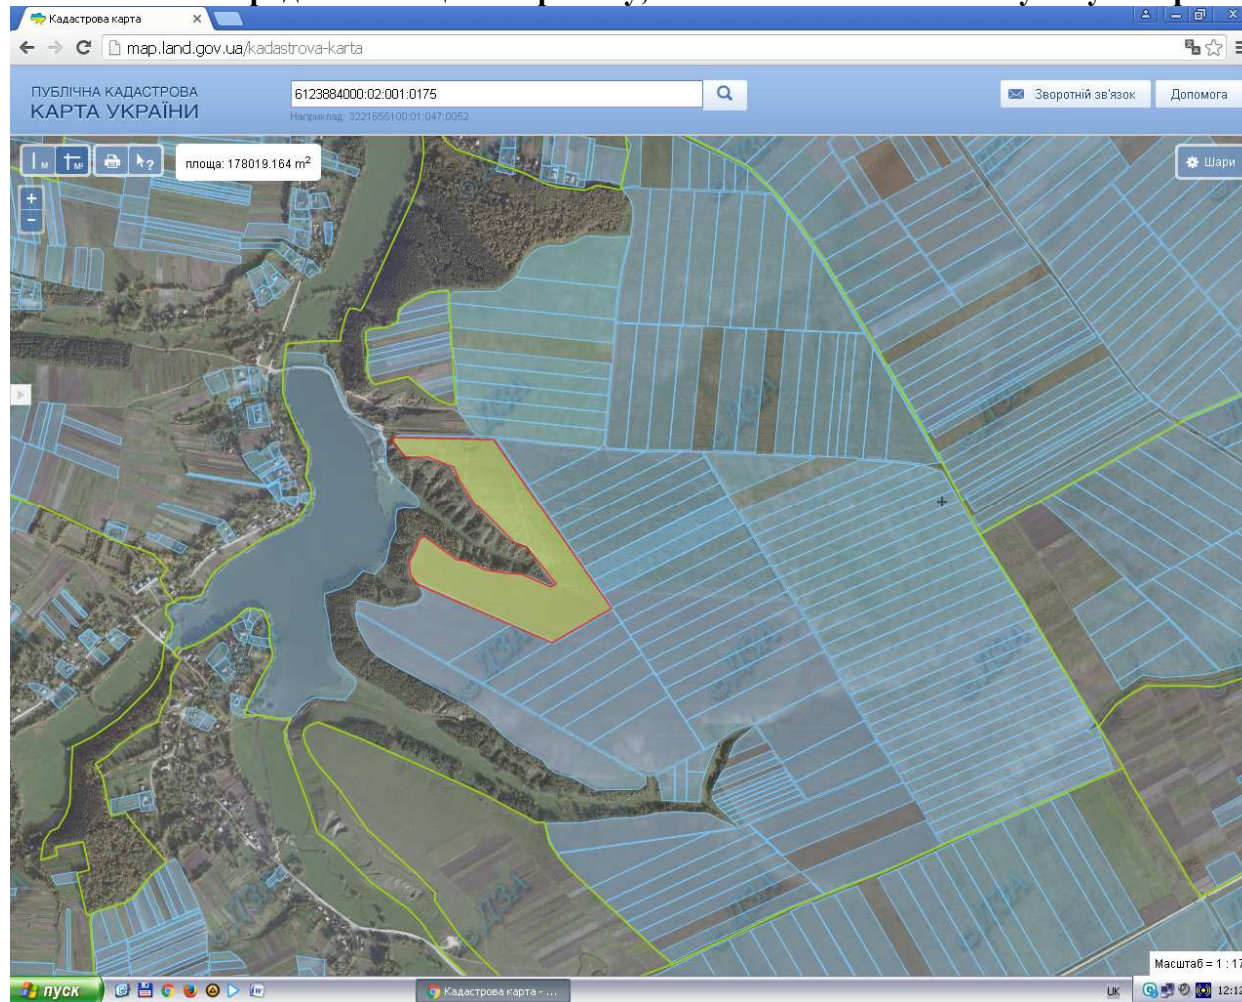 Кадастрова карта
map.land.gov.ua/kadastrova-karta
ПУБЛІЧНА КАДАСТРОВА
КАРТА УКРАЇНИ
6123884000:02:001:0175
Наприклад: 3221655100:01:047:0052
Зворотній зв'язок
Допомога
М
М²
?
площа: 178019.164 m²
Шари
+
-
© ДЗА
Масштаб = 1 : 17
пуск
Кадастрова карта - ...
UK
12:12